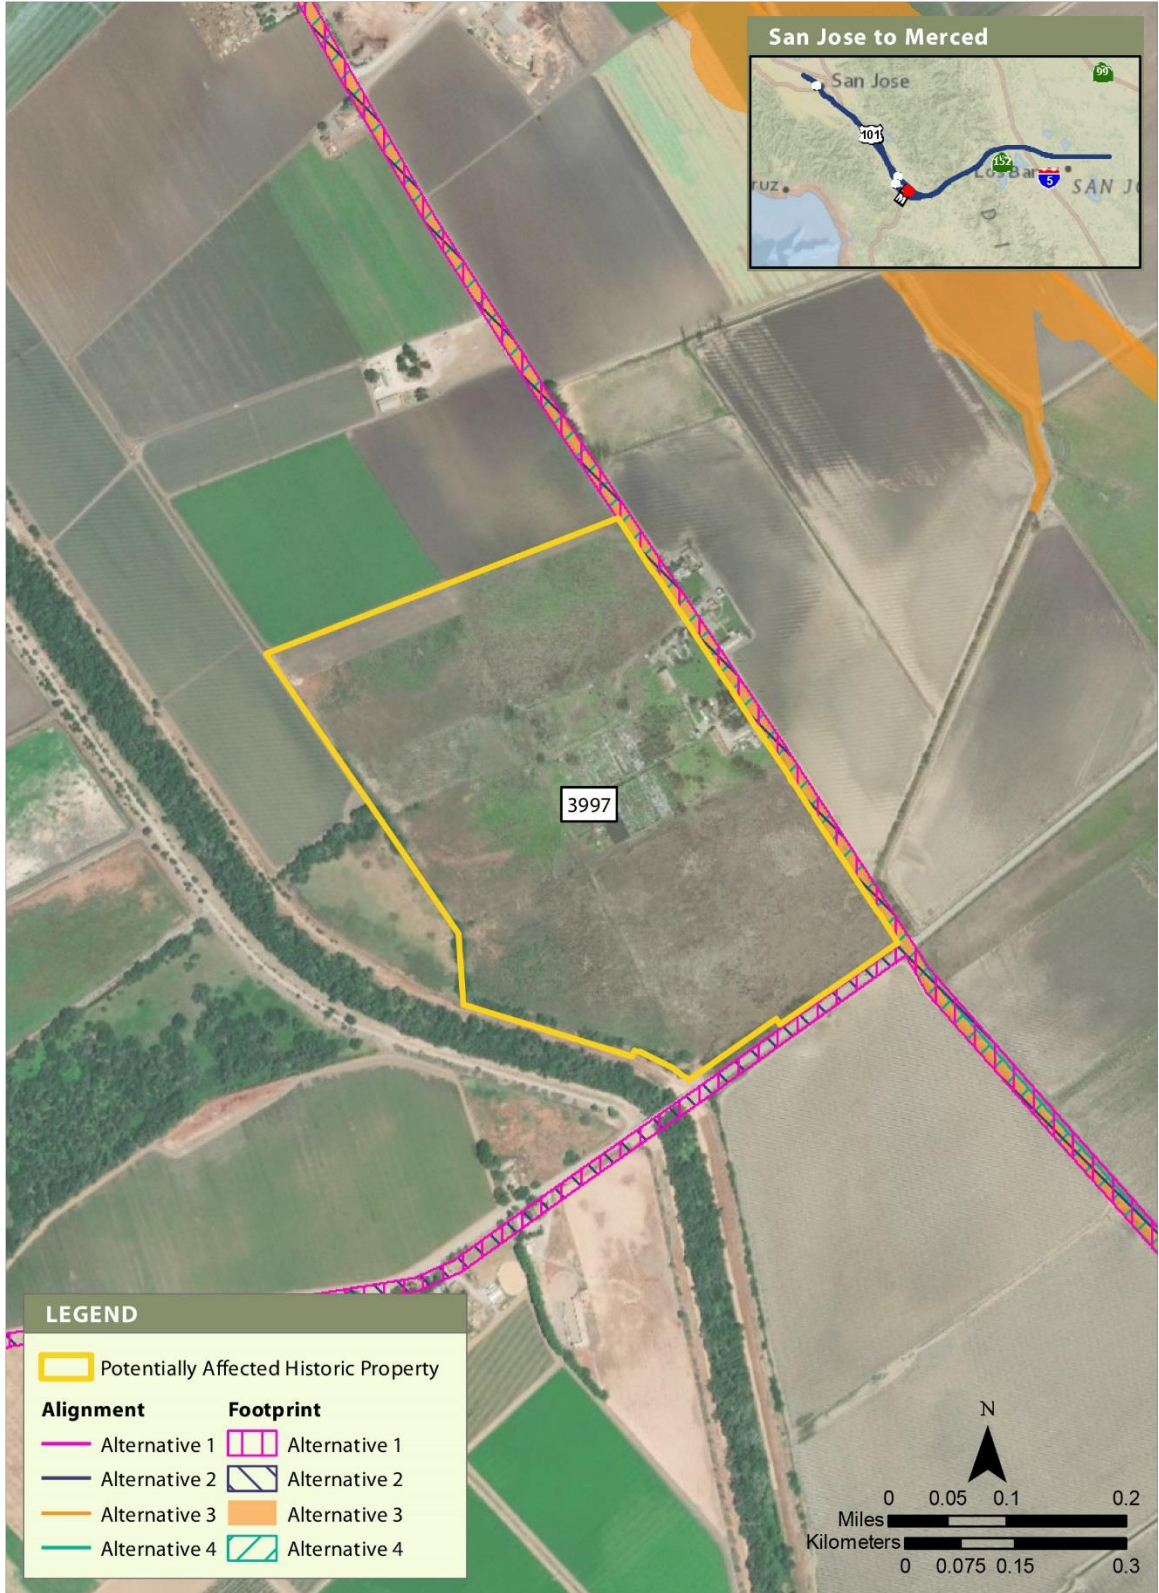 San Jose to Merced
99
San Jose
101
152
5
ruz
3997
LEGEND
Potentially Affected Historic Property
Alignment Footprint
Alternative 1 Alternative 1
Alternative 2 Alternative 2
Alternative 3 Alternative 3
Alternative 4 Alternative 4
N
0 0.05 0.1 0.2
Miles
Kilometers
0 0.075 0.15 0.3